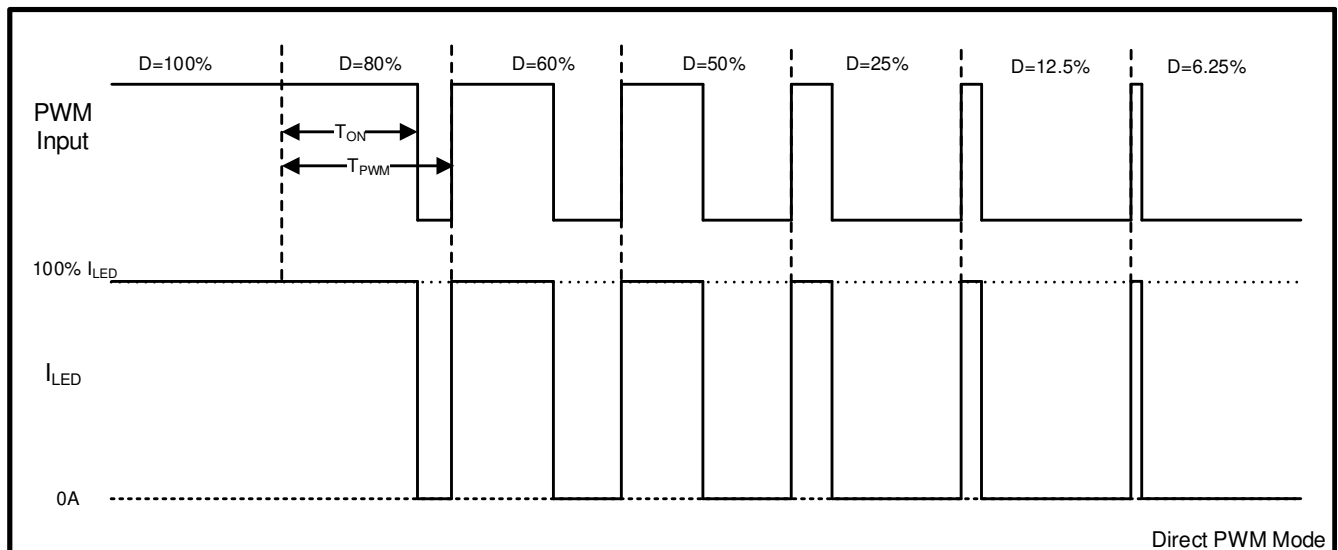 D=100% D=80% D=60% D=50% D=25% D=12.5% D=6.25%
PWM
Input
TON
TPWM
100% ILED
ILED
0A
Direct PWM Mode